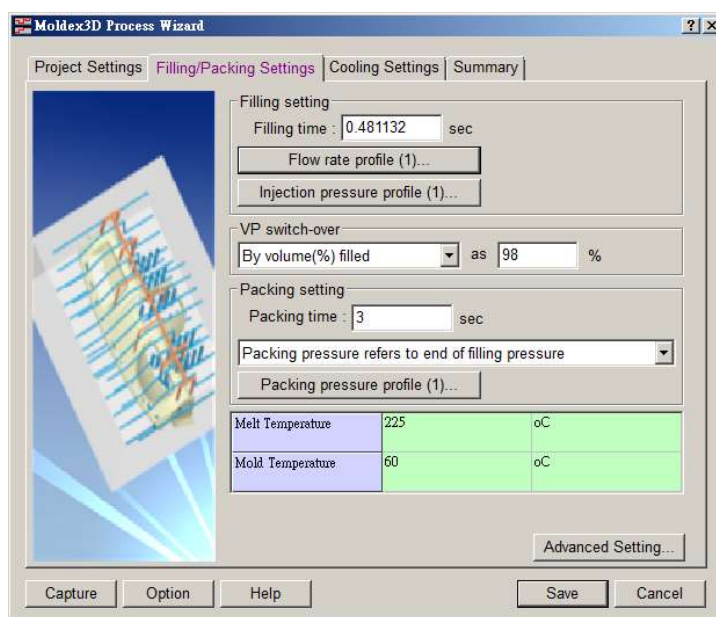 Moldex3D Process Wizard
Project Settings Filling/Packing Settings Cooling Settings Summary
Filling setting
Filling time : 0.481132 sec
Flow rate profile (1)...
Injection pressure profile (1)...
VP switch-over
By volume(%) filled as 98 %
Packing setting
Packing time : 3 sec
Packing pressure refers to end of filling pressure
Packing pressure profile (1)...
Melt Temperature 225 oC
Mold Temperature 60 oC
Advanced Setting...
Capture Option Help Save Cancel